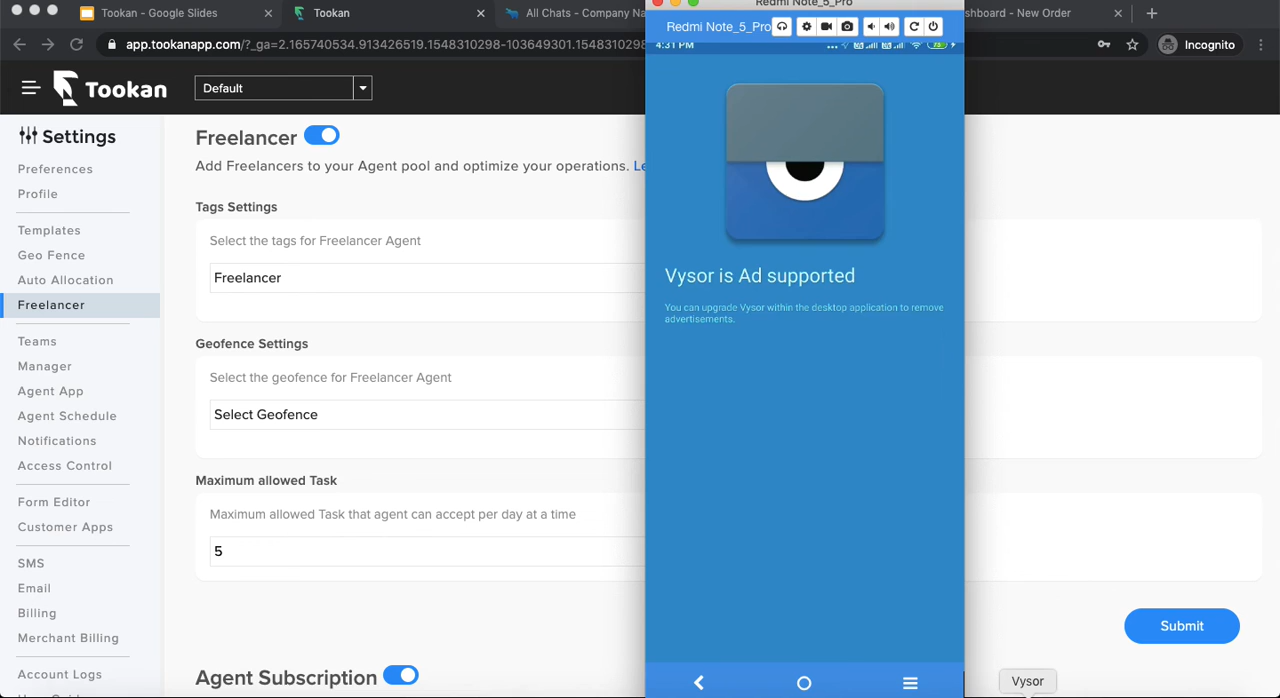 Tookan - Google Slides
Tookan
All Chats - Company Na
shboard - New Order
Redmi Note_5_Pro
app.tookanapp.com/?_ga=2.165740534.913426519.1548310298-103649301.1548310298
Incognito
Redmi Note_5_Pro
4:31 PM
Tookan
Default
Settings
Preferences
Profile
Templates
Geo Fence
Auto Allocation
Freelancer
Teams
Manager
Agent App
Agent Schedule
Notifications
Access Control
Form Editor
Customer Apps
SMS
Email
Billing
Merchant Billing
Account Logs
Freelancer
Add Freelancers to your Agent pool and optimize your operations. Le
Tags Settings
Select the tags for Freelancer Agent
Freelancer
Geofence Settings
Select the geofence for Freelancer Agent
Select Geofence
Maximum allowed Task
Maximum allowed Task that agent can accept per day at a time
5
Submit
Agent Subscription
Vysor is Ad supported
You can upgrade Vysor within the desktop application to remove
advertisements.
Vysor